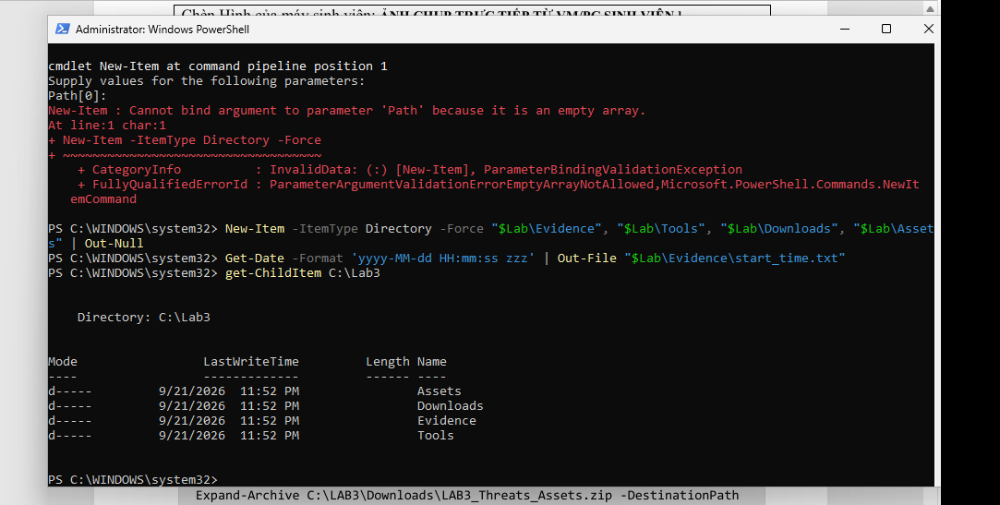 Chèn Hình của máy sinh viên: ẢNH CHỤP TRỰC TIẾP TỪ VM/PC SINH VIÊN !
Administrator: Windows PowerShell
cmdlet New-Item at command pipeline position 1
Supply values for the following parameters:
Path[0]:
New-Item : Cannot bind argument to parameter 'Path' because it is an empty array.
At line:1 char:1
+ New-Item -ItemType Directory -Force
+ ~~~~~~~~~~~~~~~~~~~~~~~~~~~~~~~~~~~
    + CategoryInfo          : InvalidData: (:) [New-Item], ParameterBindingValidationException
    + FullyQualifiedErrorId : ParameterArgumentValidationErrorEmptyArrayNotAllowed,Microsoft.PowerShell.Commands.NewIt
   emCommand
PS C:\WINDOWS\system32> New-Item -ItemType Directory -Force "$Lab\Evidence", "$Lab\Tools", "$Lab\Downloads", "$Lab\Asset
s" | Out-Null
PS C:\WINDOWS\system32> Get-Date -Format 'yyyy-MM-dd HH:mm:ss zzz' | Out-File "$Lab\Evidence\start_time.txt"
PS C:\WINDOWS\system32> get-ChildItem C:\Lab3
    Directory: C:\Lab3
Mode                 LastWriteTime         Length Name
----                 -------------         ------ ----
d-----         9/21/2026  11:52 PM                Assets
d-----         9/21/2026  11:52 PM                Downloads
d-----         9/21/2026  11:52 PM                Evidence
d-----         9/21/2026  11:52 PM                Tools
PS C:\WINDOWS\system32>
Expand-Archive C:\LAB3\Downloads\LAB3_Threats_Assets.zip -DestinationPath